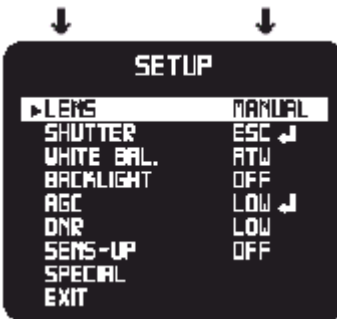 SETUP
►LENS MANUAL
SHUTTER ESC ↲
WHITE BAL. ATW
BACKLIGHT OFF
AGC LOW ↲
DNR LOW
SENS-UP OFF
SPECIAL
EXIT